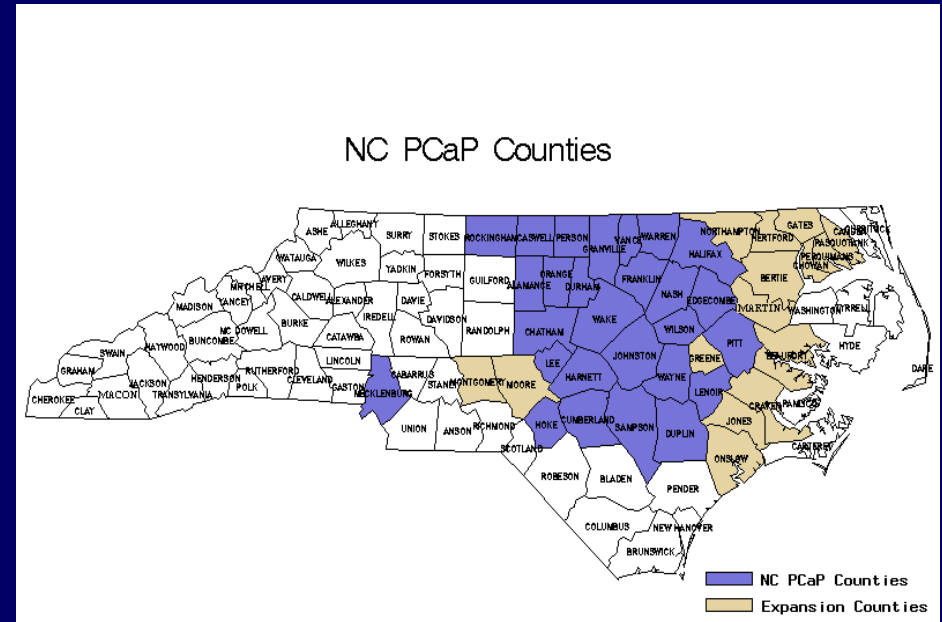 NC PCaP Counties
ASHE
ALLEGHANY
SURRY
STOKES
ROCKINGHAM
CASWELL
PERSON
GRANVILLE
VANCE
WARREN
HALIFAX
NORTHAMPTON
HERTFORD
GATES
CAMDEN
CURRITUCK
PASQUOTANK
PERQUIMANS
CHOWAN
WATAUGA
WILKES
YADKIN
FORSYTH
GUILFORD
ALAMANCE
ORANGE
DURHAM
FRANKLIN
NASH
EDGECOMBE
BERTIE
MARTIN
WASHINGTON
TYRRELL
DARE
MADISON
YANCEY
MITCHELL
AVERY
CALDWELL
ALEXANDER
IREDELL
DAVIE
DAVIDSON
RANDOLPH
CHATHAM
WAKE
JOHNSTON
WILSON
PITT
GREENE
BEAUFORT
HYDE
SWAIN
HAYWOOD
BUNCOMBE
MC DOWELL
BURKE
CATAWBA
ROWAN
LINCOLN
GRAHAM
JACKSON
HENDERSON
RUTHERFORD
POLK
CLEVELAND
GASTON
MECKLENBURG
CABARRUS
STANLY
MONTGOMERY
MOORE
LEE
HARNETT
WAYNE
LENOIR
CRAVEN
PAMLICO
CHEROKEE
CLAY
MACON
TRANSYLVANIA
UNION
ANSON
RICHMOND
SCOTLAND
HOKE
CUMBERLAND
SAMPSON
DUPLIN
JONES
ONSLOW
CARTERET
ROBESON
BLADEN
PENDER
COLUMBUS
NEW HANOVER
BRUNSWICK
NC PCaP Counties
Expansion Counties